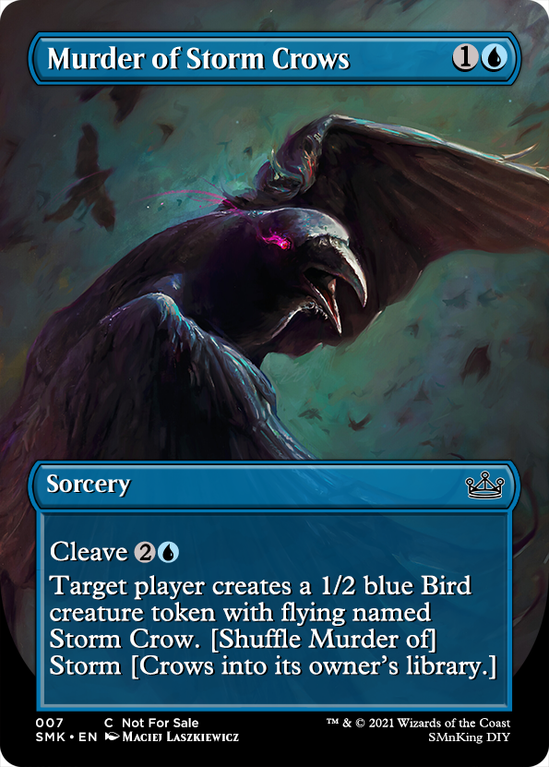 Murder of Storm Crows 1
Sorcery
Cleave 2
Target player creates a 1/2 blue Bird
creature token with flying named
Storm Crow. [Shuffle Murder of]
Storm [Crows into its owner's library.]
007 C Not For Sale ™ & © 2021 Wizards of the Coast
SMK • EN Maciej Laszkiewicz SMnKing DIY